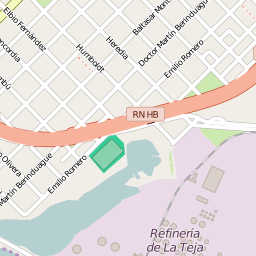 Elbio Fernández
Baltasar Mont
Humboldt
Heredia
Doctor Martín Berinduague
Emilio Romero
RN HB
Olivera
Martín Berinduague
Emilio Romero
Refinería
de La Teja